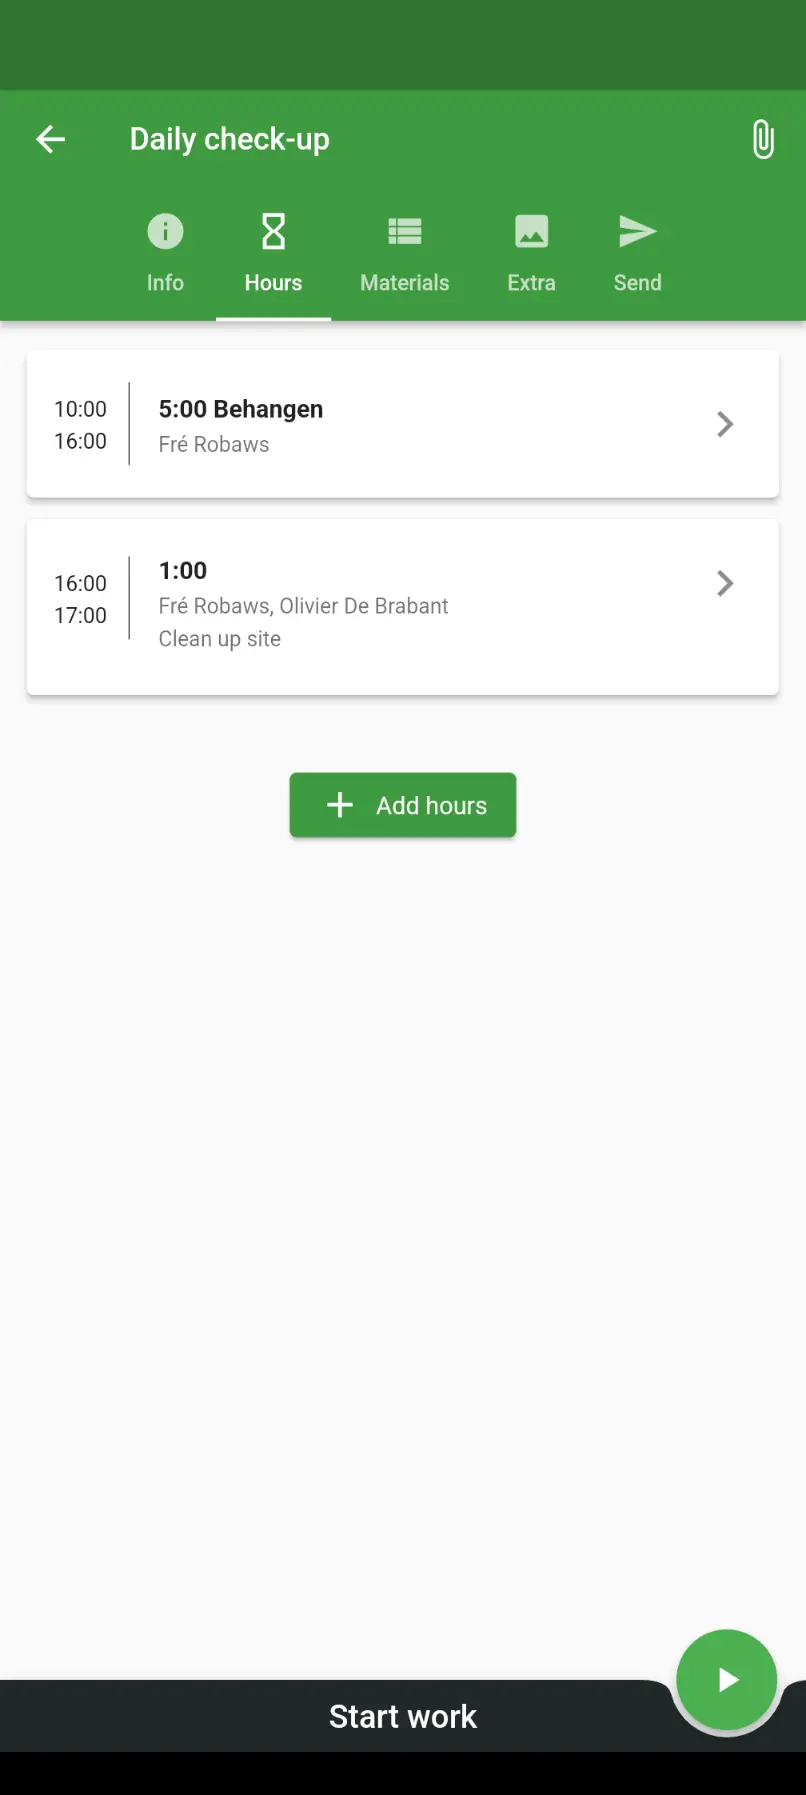 Daily check-up
Info
Hours
Materials
Extra
Send
10:00
16:00
5:00 Behangen
Fré Robaws
16:00
17:00
1:00
Fré Robaws, Olivier De Brabant
Clean up site
Add hours
Start work